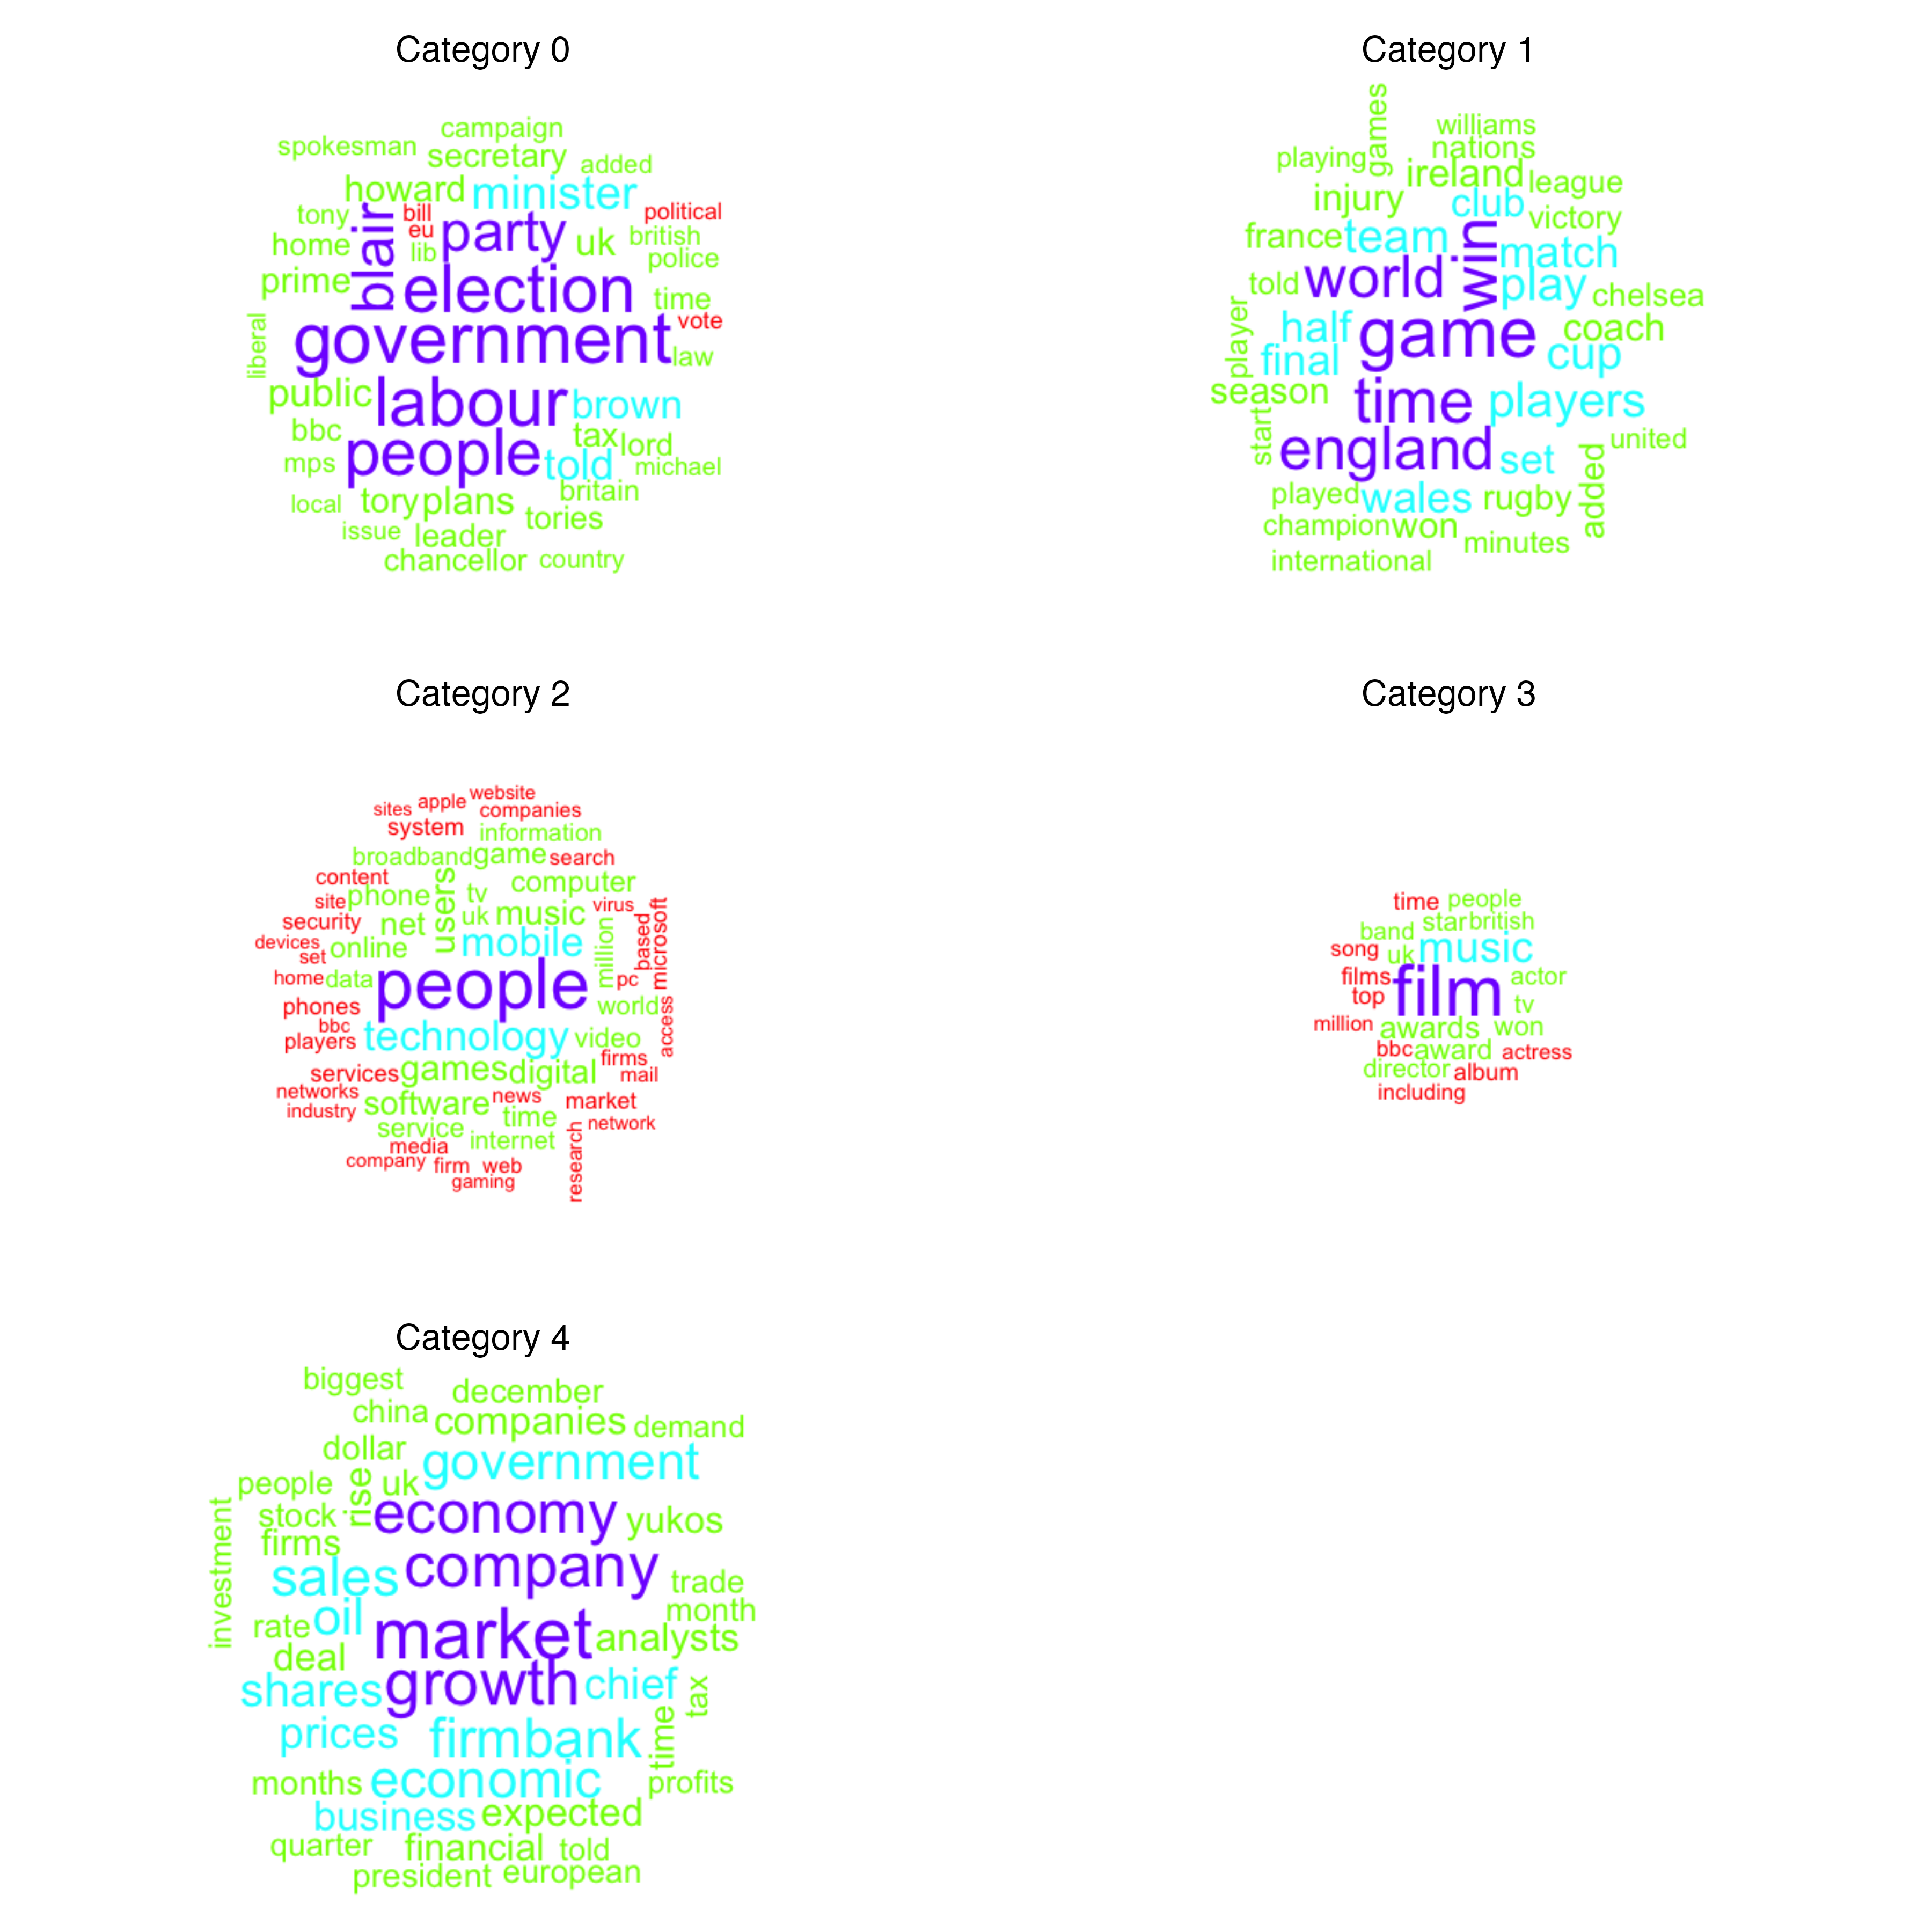 Category 0
campaign
spokesman secretary added
howard minister
tony blair bill party political
home eu lib uk british
prime election police
time
liberal government vote
law
public labour brown
bbc people tax lord
mps told michael
local tory plans britain
issue leader tories
chancellor country
Category 1
games williams
playing nations
injury ireland league
club victory
france team win match
told world play chelsea
player half game coach
final cup
season time players
start england set added united
played wales rugby
champion won minutes
international
Category 2
sites apple website
system companies
broadband game information search
content users tv computer
site phone net uk music virus
security mobile million based microsoft
devices online
set
home data people pc
phones world
bbc access
players technology video
services games digital firms
networks mail
industry software news market
service time network
media internet research
company firm web
gaming
Category 3
time people
band star british
song uk music
films film actor
top tv
million awards won
bbc award actress
director album
including
Category 4
biggest december
china companies demand
dollar government
people rise uk
investment stock economy yukos
firms
sales company trade
rate oil month
deal market analysts
shares growth chief tax
prices firm bank time
months economic profits
business expected
quarter financial told
president european